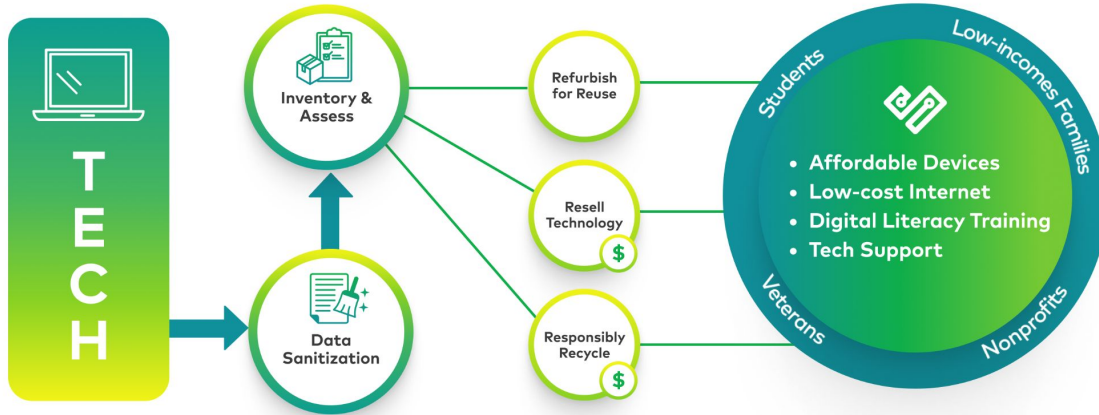 TECH
Data
Sanitization
Inventory &
Assess
Refurbish
for Reuse
Resell
Technology
$
Responsibly
Recycle
$
Students
Low-incomes Families
Veterans
Nonprofits
• Affordable Devices
• Low-cost Internet
• Digital Literacy Training
• Tech Support